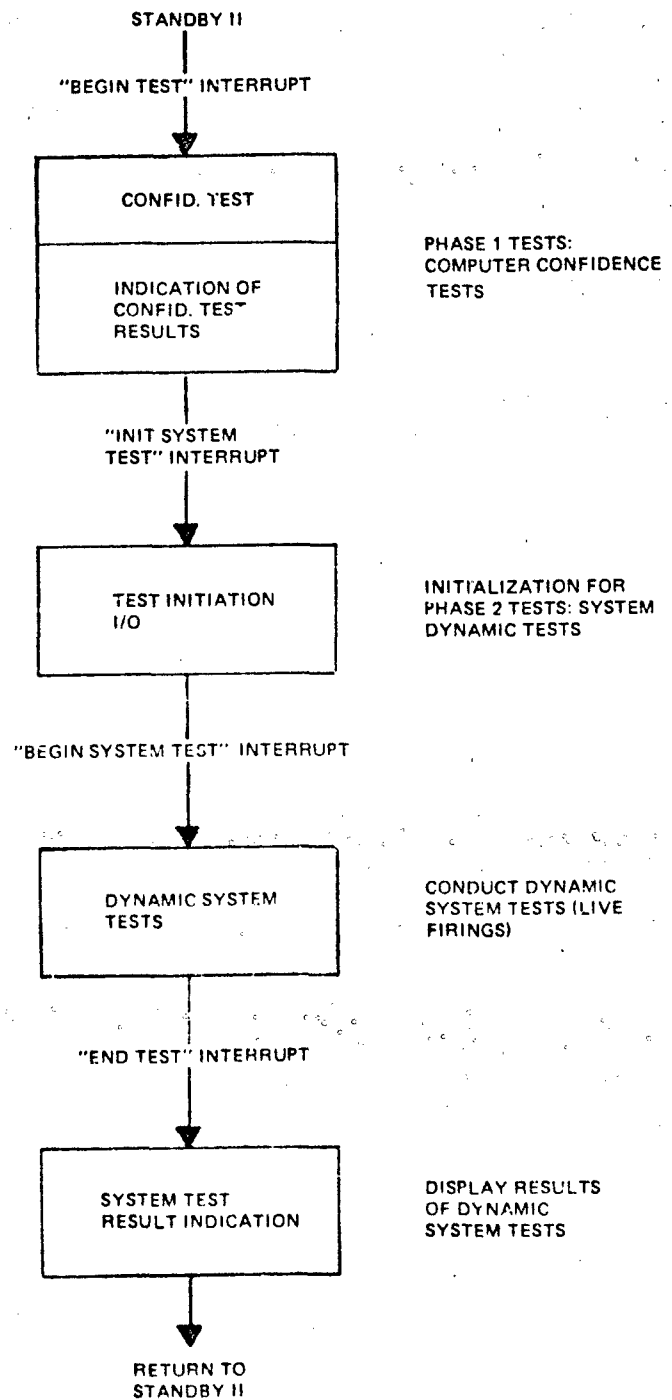 STANDBY II
"BEGIN TEST" INTERRUPT
CONFID. TEST
INDICATION OF
CONFID. TEST
RESULTS
PHASE 1 TESTS:
COMPUTER CONFIDENCE
TESTS
"INIT SYSTEM
TEST" INTERRUPT
TEST INITIATION
I/O
INITIALIZATION FOR
PHASE 2 TESTS: SYSTEM
DYNAMIC TESTS
"BEGIN SYSTEM TEST" INTERRUPT
DYNAMIC SYSTEM
TESTS
CONDUCT DYNAMIC
SYSTEM TESTS (LIVE
FIRINGS)
"END TEST" INTERRUPT
SYSTEM TEST
RESULT INDICATION
DISPLAY RESULTS
OF DYNAMIC
SYSTEM TESTS
RETURN TO
STANDBY II